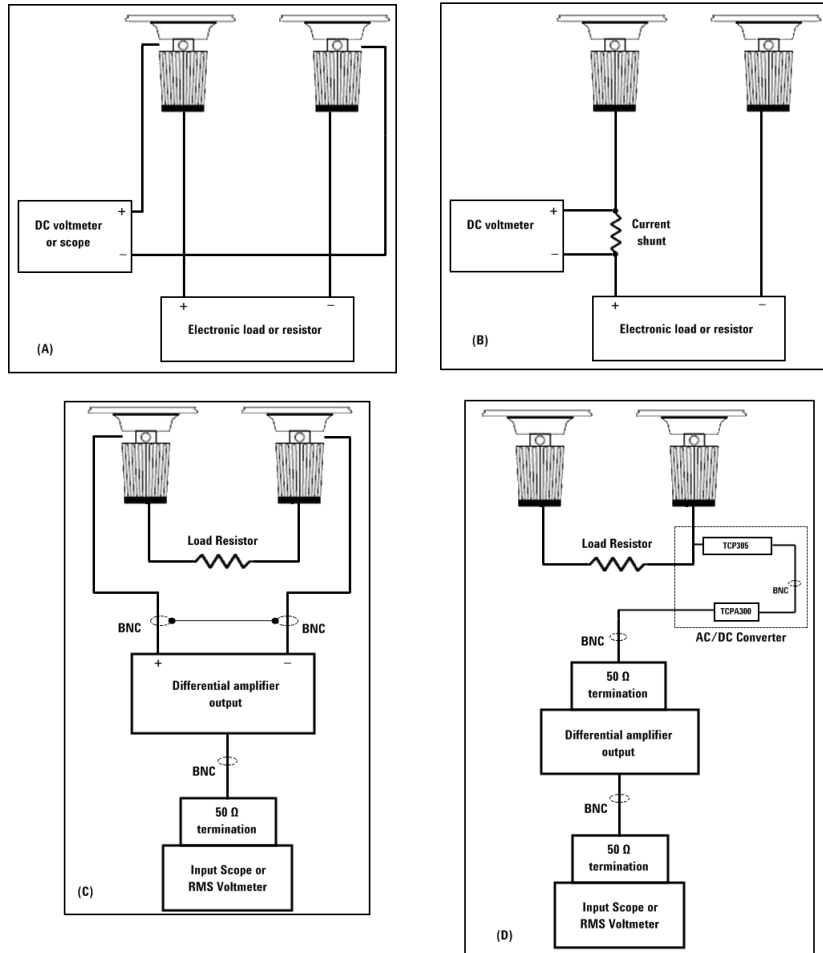 +
DC voltmeter
or scope
−
+
−
Electronic load or resistor
(A)
+
DC voltmeter
−
Current
shunt
+
−
Electronic load or resistor
(B)
Load Resistor
BNC
BNC
+
−
Differential amplifier
output
BNC
50 Ω
termination
Input Scope or
RMS Voltmeter
(C)
Load Resistor
TCP305
BNC
TCPA300
AC/DC Converter
BNC
50 Ω
termination
Differential amplifier
output
BNC
50 Ω
termination
Input Scope or
RMS Voltmeter
(D)